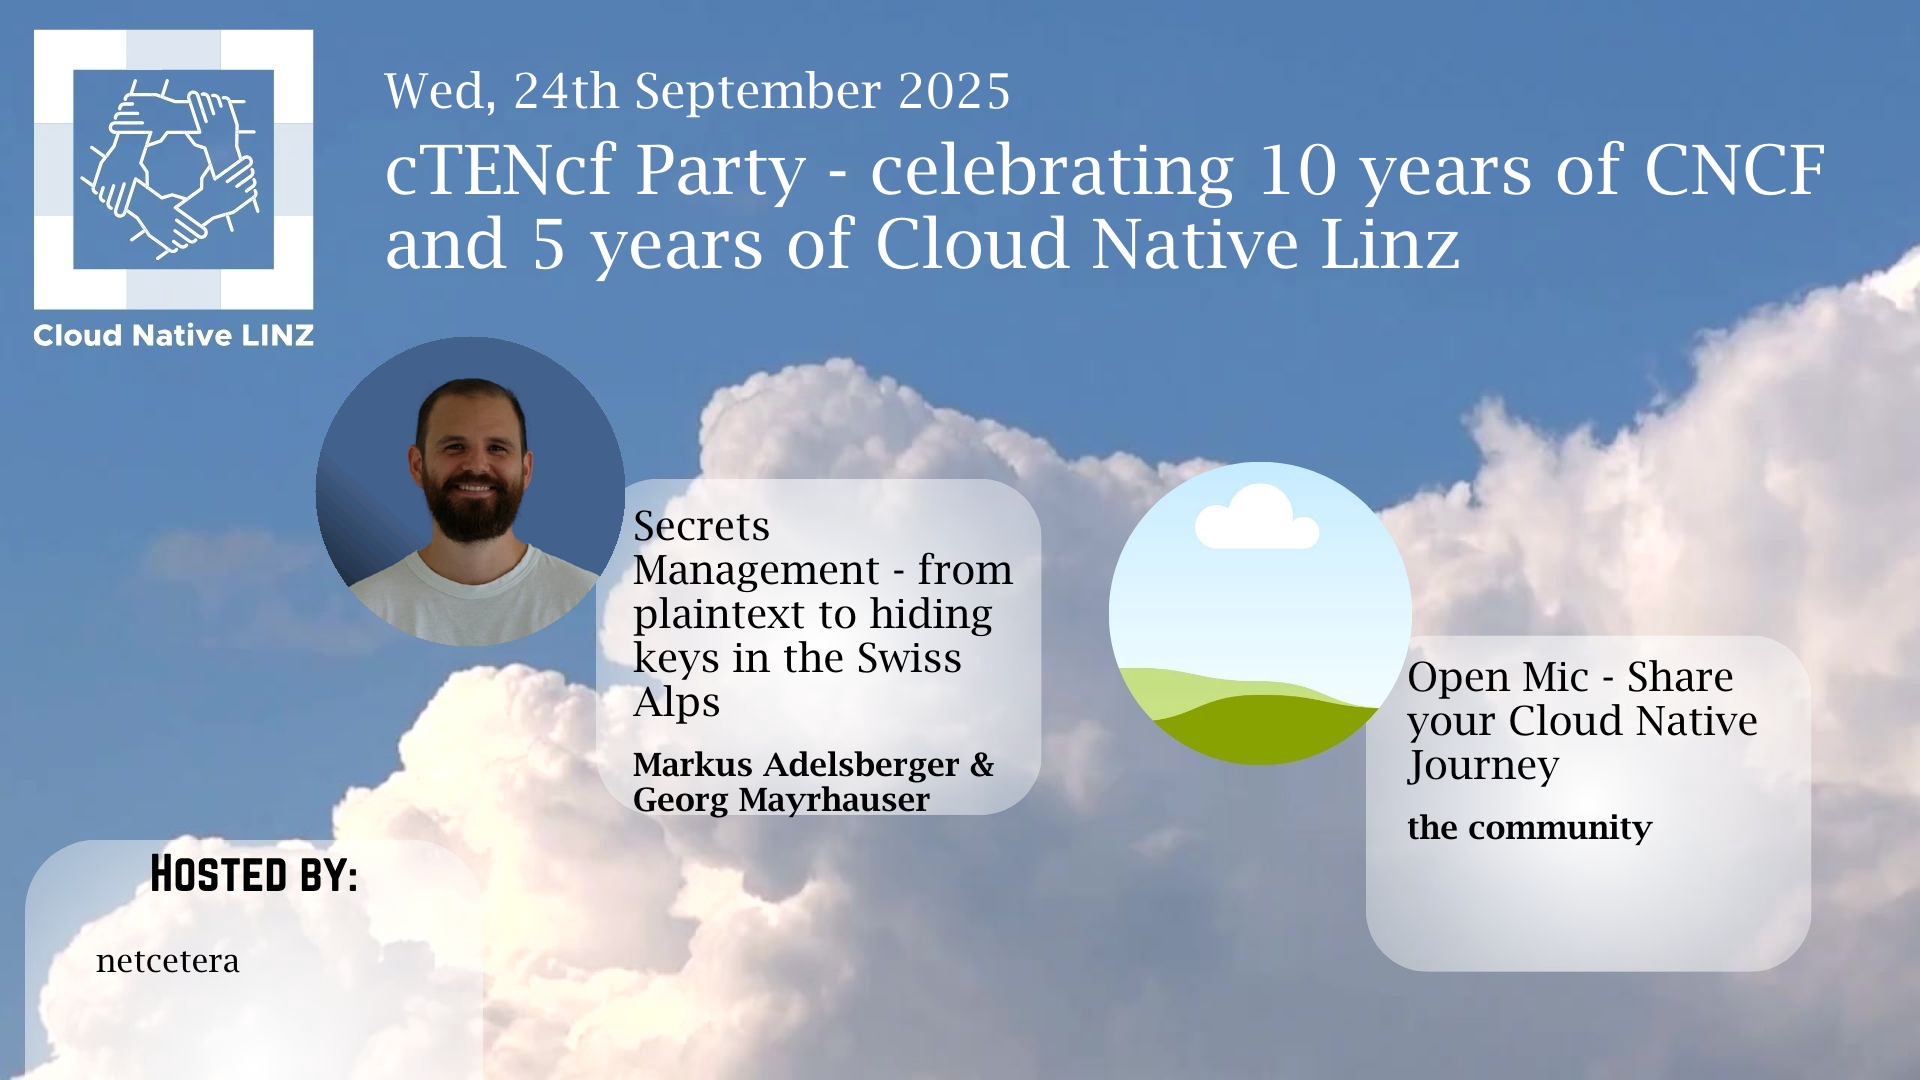 Cloud Native LINZ
Wed, 24th September 2025
cTENcf Party - celebrating 10 years of CNCF
and 5 years of Cloud Native Linz
Secrets
Management - from
plaintext to hiding
keys in the Swiss
Alps
Markus Adelsberger &
Georg Mayrhauser
Open Mic - Share
your Cloud Native
Journey
the community
HOSTED BY:
netcetera